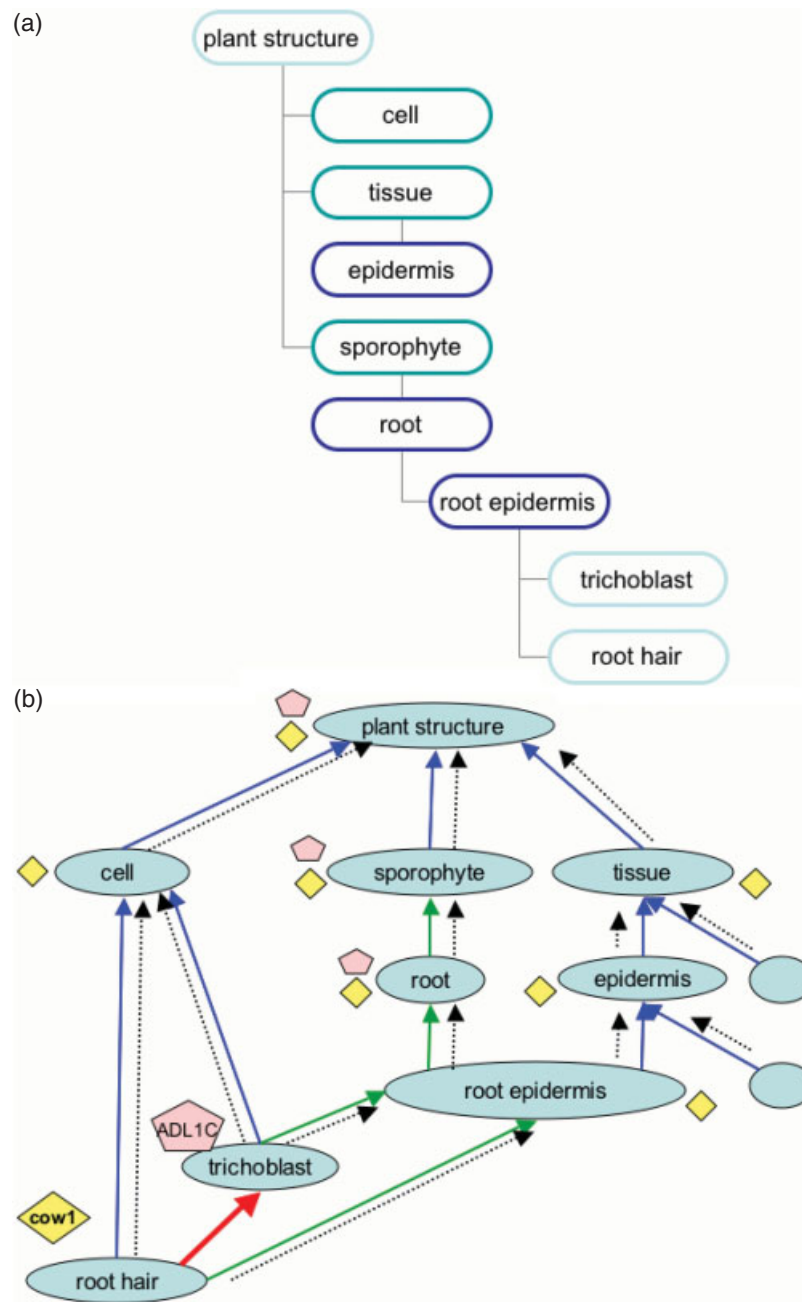 (a)
plant structure
cell
tissue
epidermis
sporophyte
root
root epidermis
trichoblast
root hair
(b)
plant structure
cell
sporophyte
tissue
root
epidermis
root epidermis
ADL1C
trichoblast
cow1
root hair